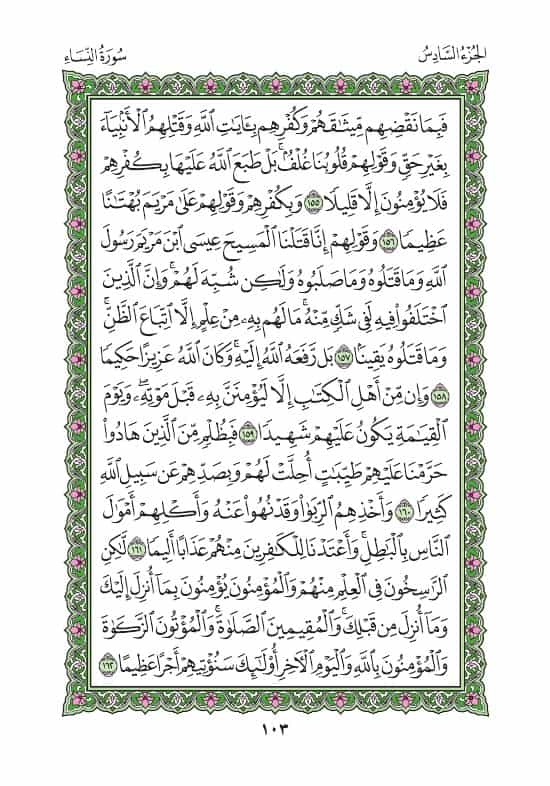 الجُزْءُ السَّادِسُ
سُورَةُ النِّسَاءِ
فَبِمَا نَقْضِهِم مِّيثَٰقَهُمْ وَكُفْرِهِم بِـَٔايَٰتِ ٱللَّهِ وَقَتْلِهِمُ ٱلْأَنۢبِيَآءَ
بِغَيْرِ حَقٍّ وَقَوْلِهِمْ قُلُوبُنَا غُلْفٌۢ ۚ بَلْ طَبَعَ ٱللَّهُ عَلَيْهَا بِكُفْرِهِمْ
فَلَا يُؤْمِنُونَ إِلَّا قَلِيلًا ١٥٥ وَبِكُفْرِهِمْ وَقَوْلِهِمْ عَلَىٰ مَرْيَمَ بُهْتَٰنًا
عَظِيمًا ١٥٦ وَقَوْلِهِمْ إِنَّا قَتَلْنَا ٱلْمَسِيحَ عِيسَى ٱبْنَ مَرْيَمَ رَسُولَ
ٱللَّهِ وَمَا قَتَلُوهُ وَمَا صَلَبُوهُ وَلَٰكِن شُبِّهَ لَهُمْ ۚ وَإِنَّ ٱلَّذِينَ
ٱخْتَلَفُوا۟ فِيهِ لَفِى شَكٍّ مِّنْهُ ۚ مَا لَهُم بِهِۦ مِنْ عِلْمٍ إِلَّا ٱتِّبَاعَ ٱلظَّنِّ ۚ
وَمَا قَتَلُوهُ يَقِينًۢا ١٥٧ بَل رَّفَعَهُ ٱللَّهُ إِلَيْهِ ۚ وَكَانَ ٱللَّهُ عَزِيزًا حَكِيمًا
١٥٨ وَإِن مِّنْ أَهْلِ ٱلْكِتَٰبِ إِلَّا لَيُؤْمِنَنَّ بِهِۦ قَبْلَ مَوْتِهِۦ ۖ وَيَوْمَ
ٱلْقِيَٰمَةِ يَكُونُ عَلَيْهِمْ شَهِيدًا ١٥٩ فَبِظُلْمٍ مِّنَ ٱلَّذِينَ هَادُوا۟
حَرَّمْنَا عَلَيْهِمْ طَيِّبَٰتٍ أُحِلَّتْ لَهُمْ وَبِصَدِّهِمْ عَن سَبِيلِ ٱللَّهِ
كَثِيرًا ١٦٠ وَأَخْذِهِمُ ٱلرِّبَوٰا۟ وَقَدْ نُهُوا۟ عَنْهُ وَأَكْلِهِمْ أَمْوَٰلَ
ٱلنَّاسِ بِٱلْبَٰطِلِ ۚ وَأَعْتَدْنَا لِلْكَٰفِرِينَ مِنْهُمْ عَذَابًا أَلِيمًا ١٦١ لَّٰكِنِ
ٱلرَّٰسِخُونَ فِى ٱلْعِلْمِ مِنْهُمْ وَٱلْمُؤْمِنُونَ يُؤْمِنُونَ بِمَآ أُنزِلَ إِلَيْكَ
وَمَآ أُنزِلَ مِن قَبْلِكَ ۚ وَٱلْمُقِيمِينَ ٱلصَّلَوٰةَ ۚ وَٱلْمُؤْتُونَ ٱلزَّكَوٰةَ
وَٱلْمُؤْمِنُونَ بِٱللَّهِ وَٱلْيَوْمِ ٱلْـَٔاخِرِ أُو۟لَٰٓئِكَ سَنُؤْتِيهِمْ أَجْرًا عَظِيمًا ١٦٢
١٠٣